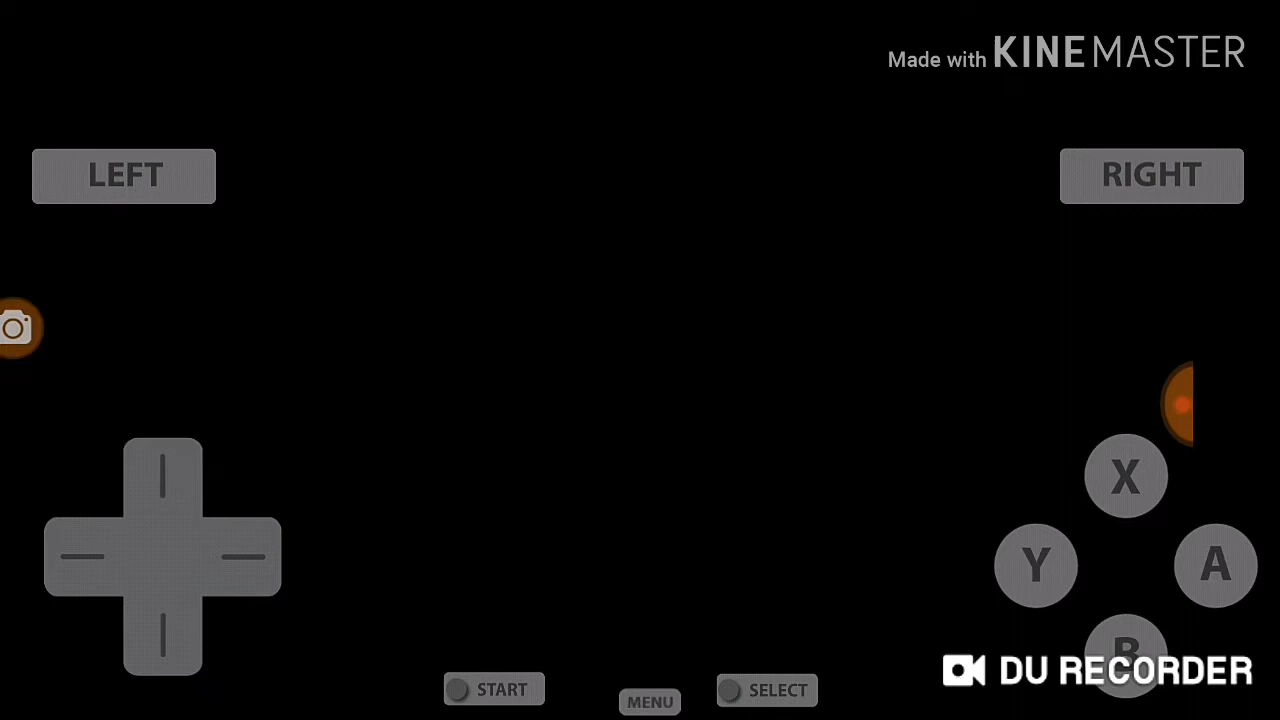 Made with KINEMASTER
LEFT
RIGHT
X
Y
A
B
DU RECORDER
START
SELECT
MENU